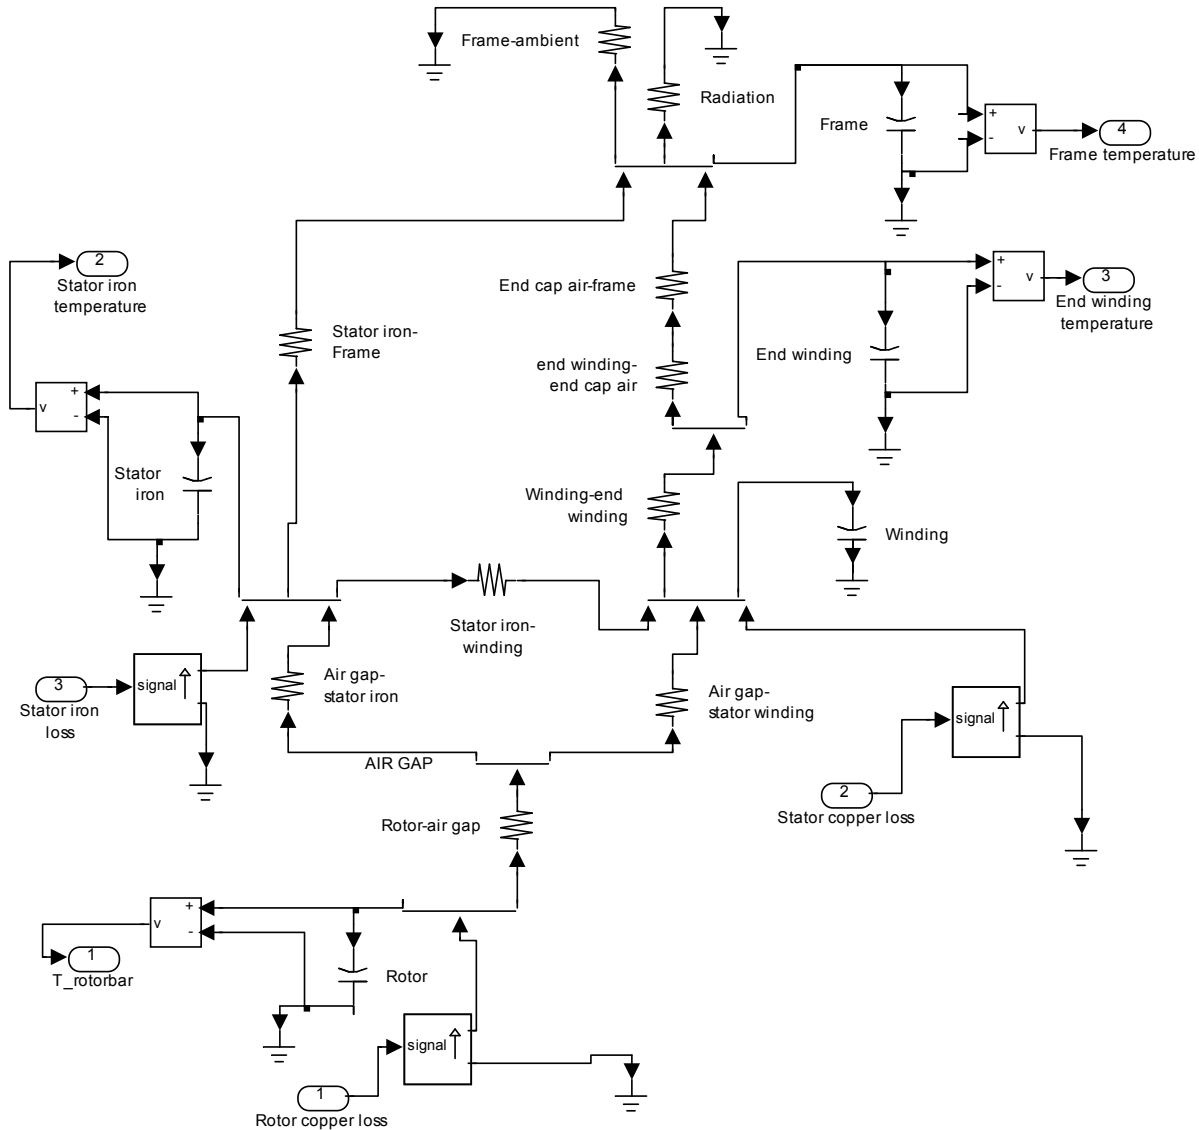 Frame-ambient
Radiation
Frame
+
-
v
4
Frame temperature
2
Stator iron
temperature
End cap air-frame
+
-
v
3
End winding
temperature
Stator iron-
Frame
end winding-
end cap air
End winding
v
+
-
Stator
iron
Winding-end
winding
Winding
Stator iron-
winding
3
Stator iron
loss
signal
Air gap-
stator iron
Air gap-
stator winding
signal
AIR GAP
2
Stator copper loss
Rotor-air gap
v
+
-
1
T_rotorbar
Rotor
signal
1
Rotor copper loss